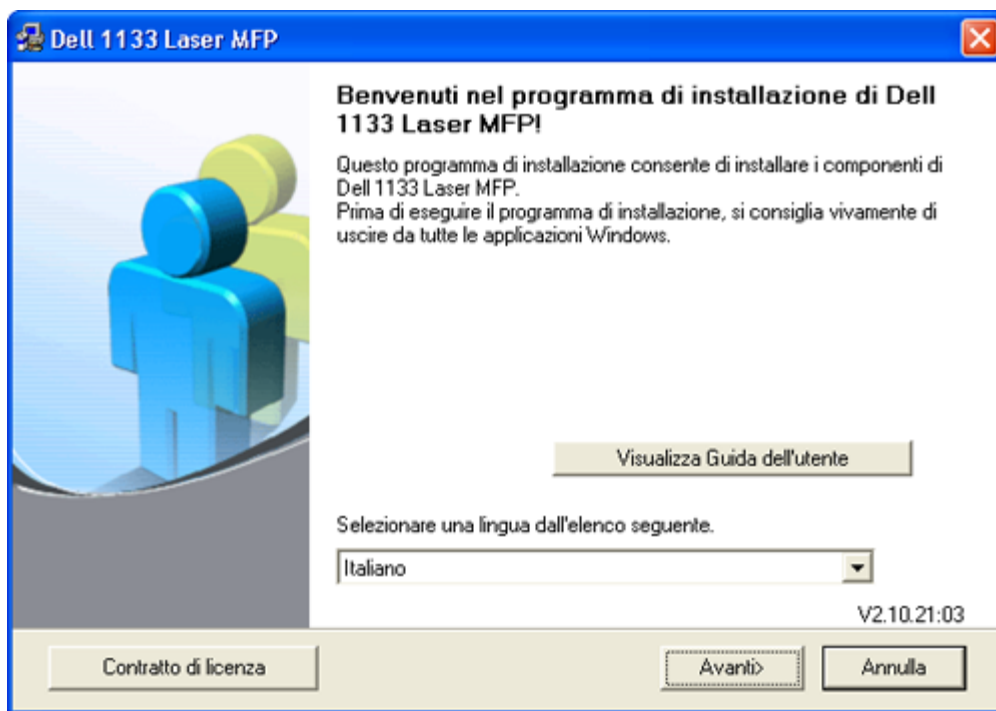 Dell 1133 Laser MFP
Benvenuti nel programma di installazione di Dell
1133 Laser MFP!
Questo programma di installazione consente di installare i componenti di
Dell 1133 Laser MFP.
Prima di eseguire il programma di installazione, si consiglia vivamente di
uscire da tutte le applicazioni Windows.
Visualizza Guida dell'utente
Selezionare una lingua dall'elenco seguente.
Italiano
V2.10.21:03
Contratto di licenza
Avanti>
Annulla